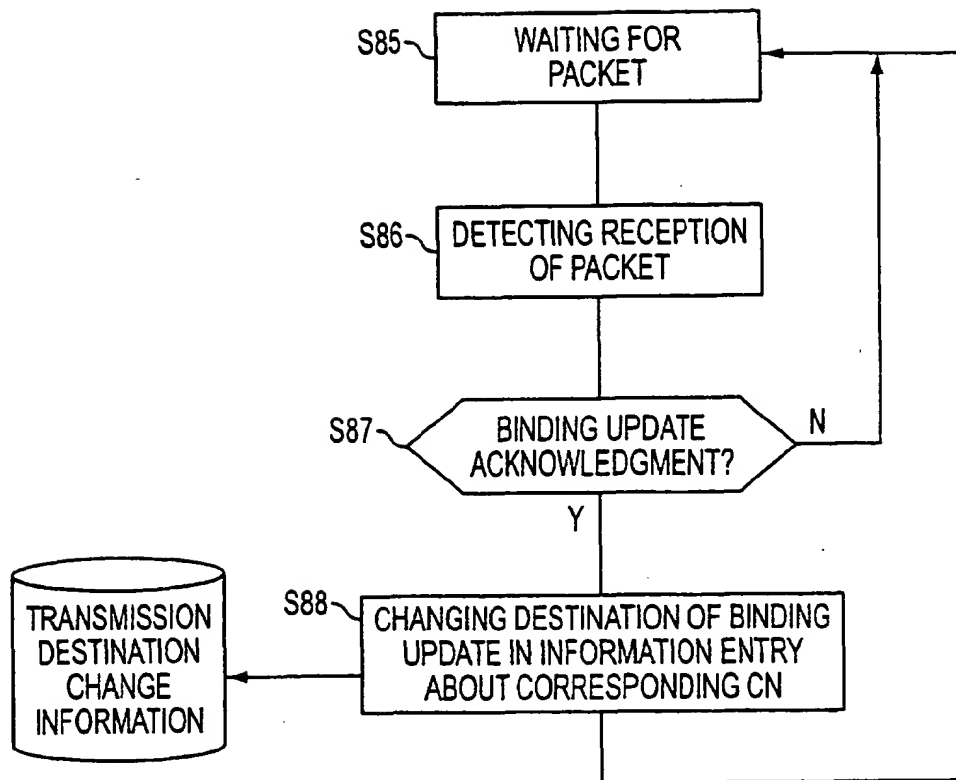 S85
WAITING FOR
PACKET
S86
DETECTING RECEPTION
OF PACKET
S87
BINDING UPDATE
ACKNOWLEDGMENT?
N
Y
S88
CHANGING DESTINATION OF BINDING
UPDATE IN INFORMATION ENTRY
ABOUT CORRESPONDING CN
TRANSMISSION
DESTINATION
CHANGE
INFORMATION